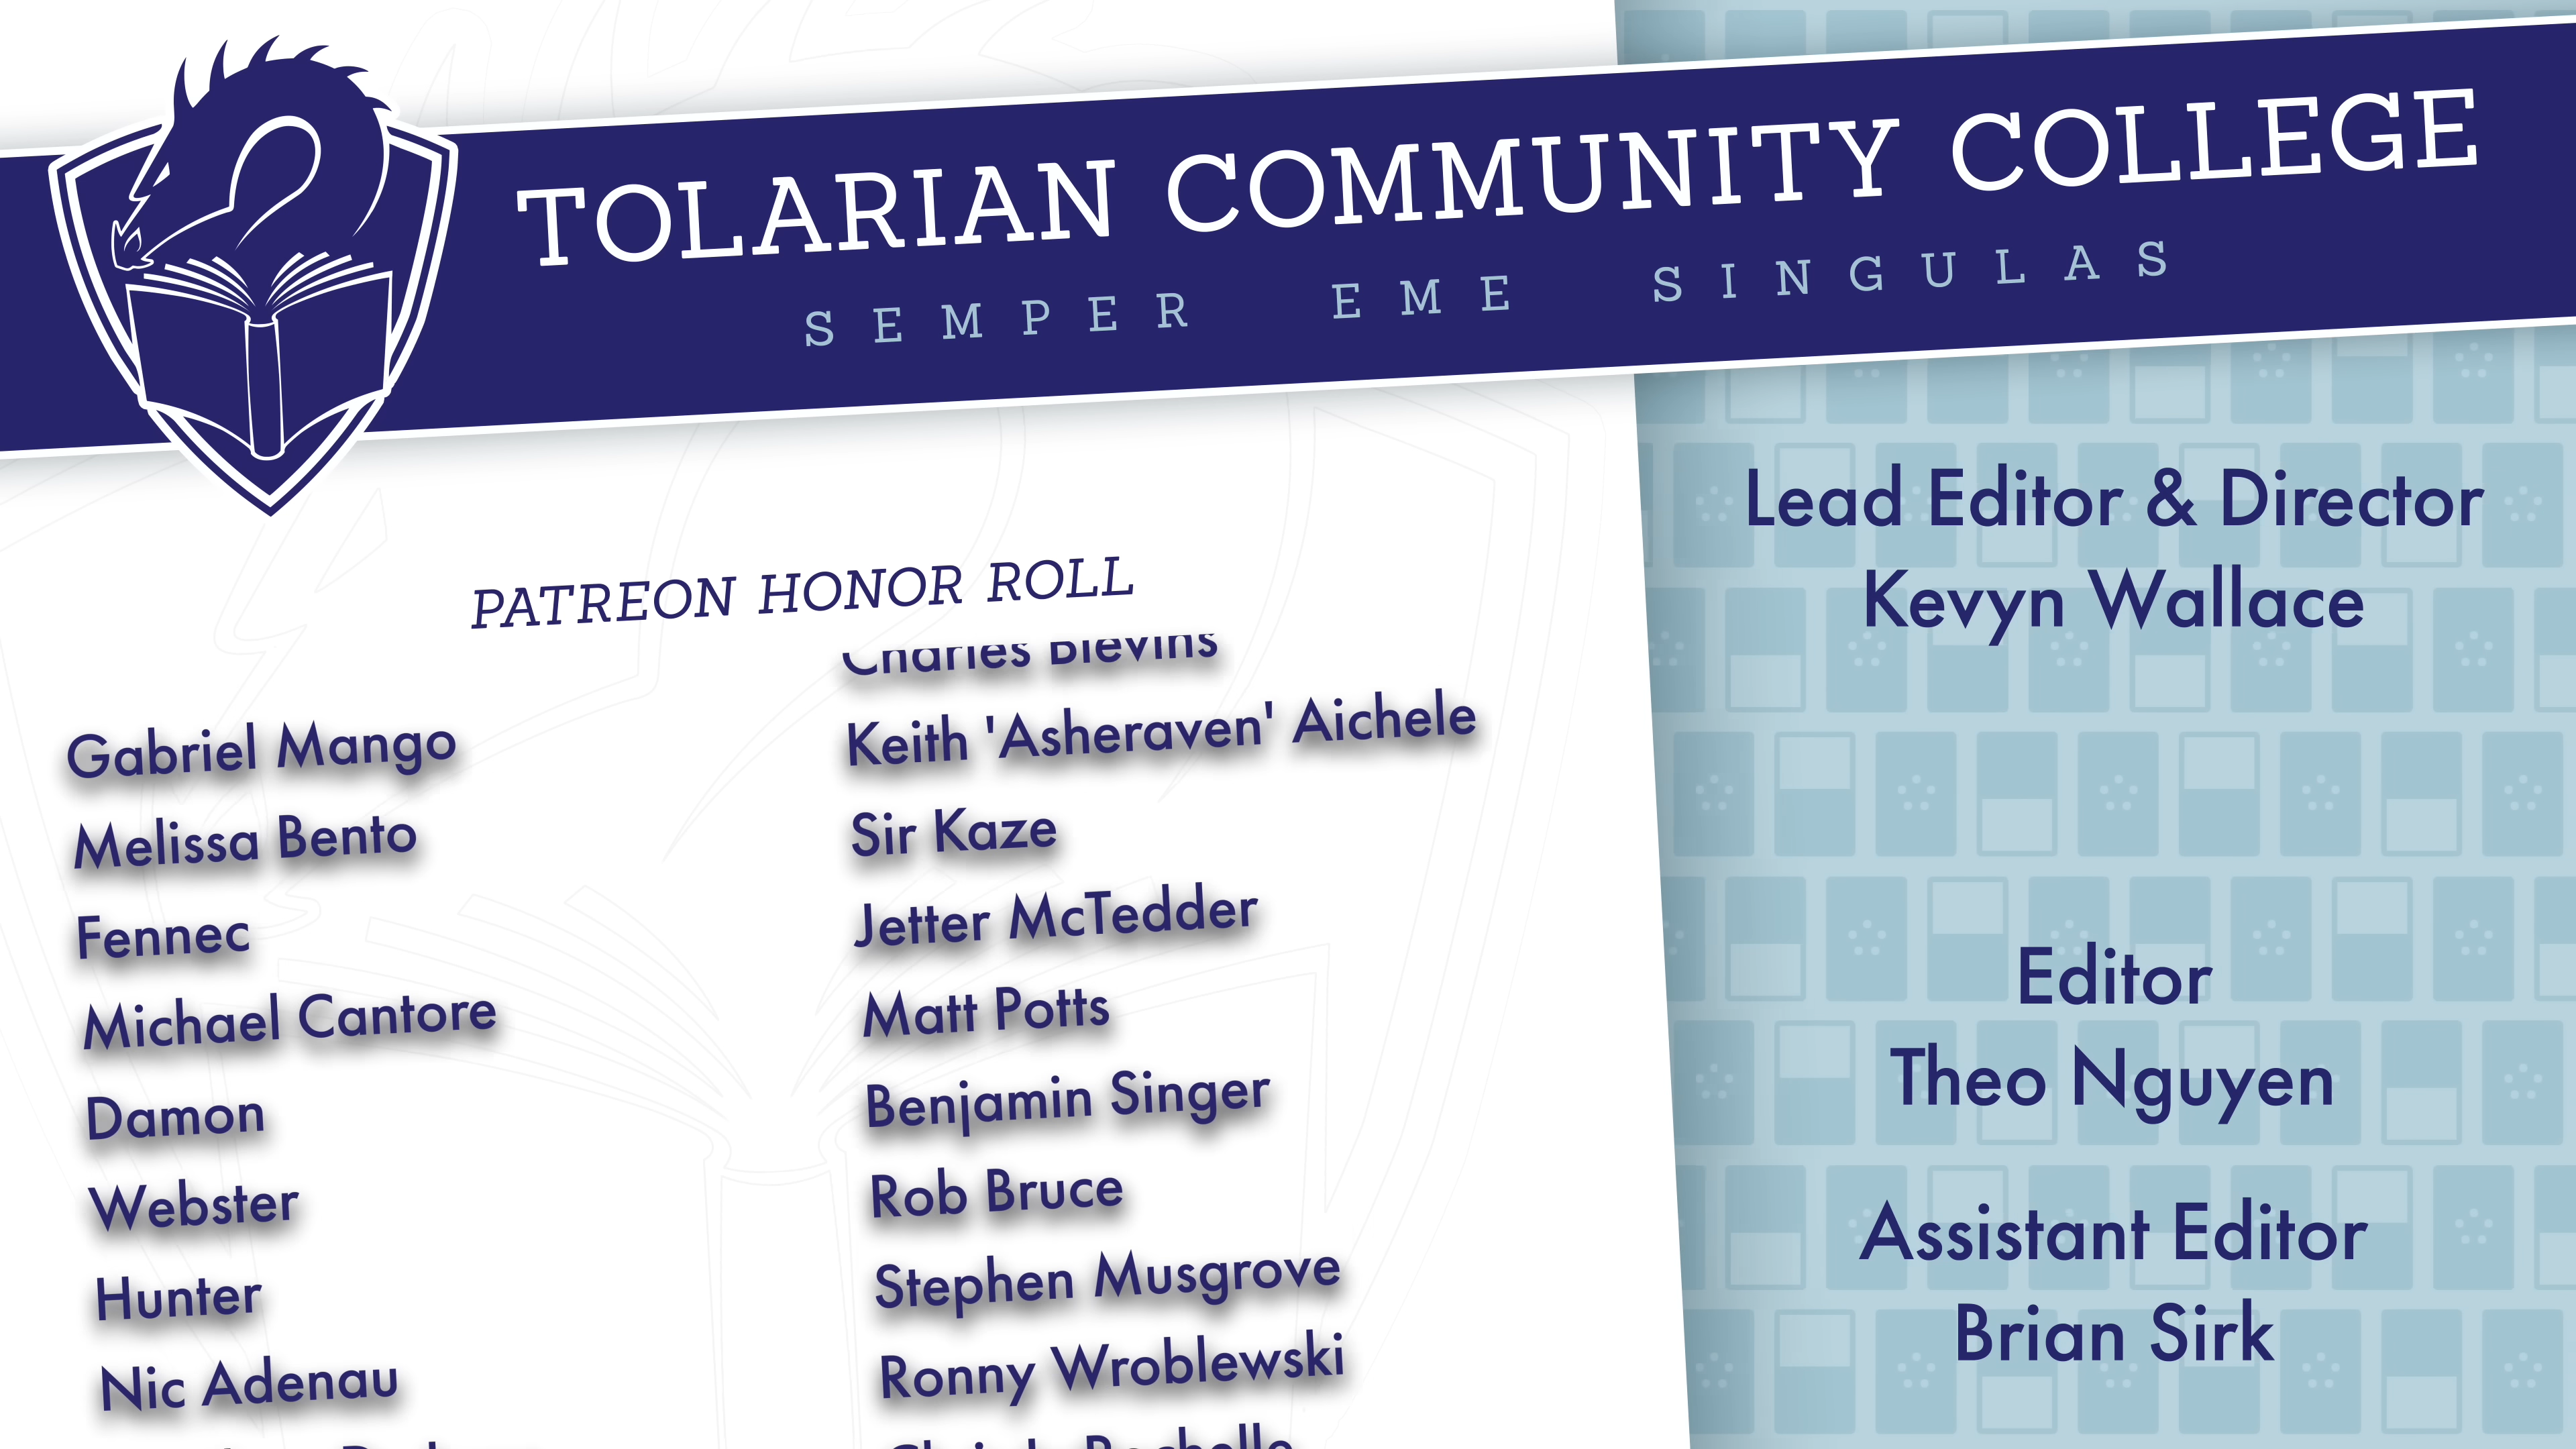 TOLARIAN COMMUNITY COLLEGE
SEMPER EME SINGULAS
PATREON HONOR ROLL
Gabriel Mango
Melissa Bento
Fennec
Michael Cantore
Damon
Webster
Hunter
Nic Adenau
Charles Blevins
Keith 'Asheraven' Aichele
Sir Kaze
Jetter McTedder
Matt Potts
Benjamin Singer
Rob Bruce
Stephen Musgrove
Ronny Wroblewski
Lead Editor & Director
Kevyn Wallace
Editor
Theo Nguyen
Assistant Editor
Brian Sirk